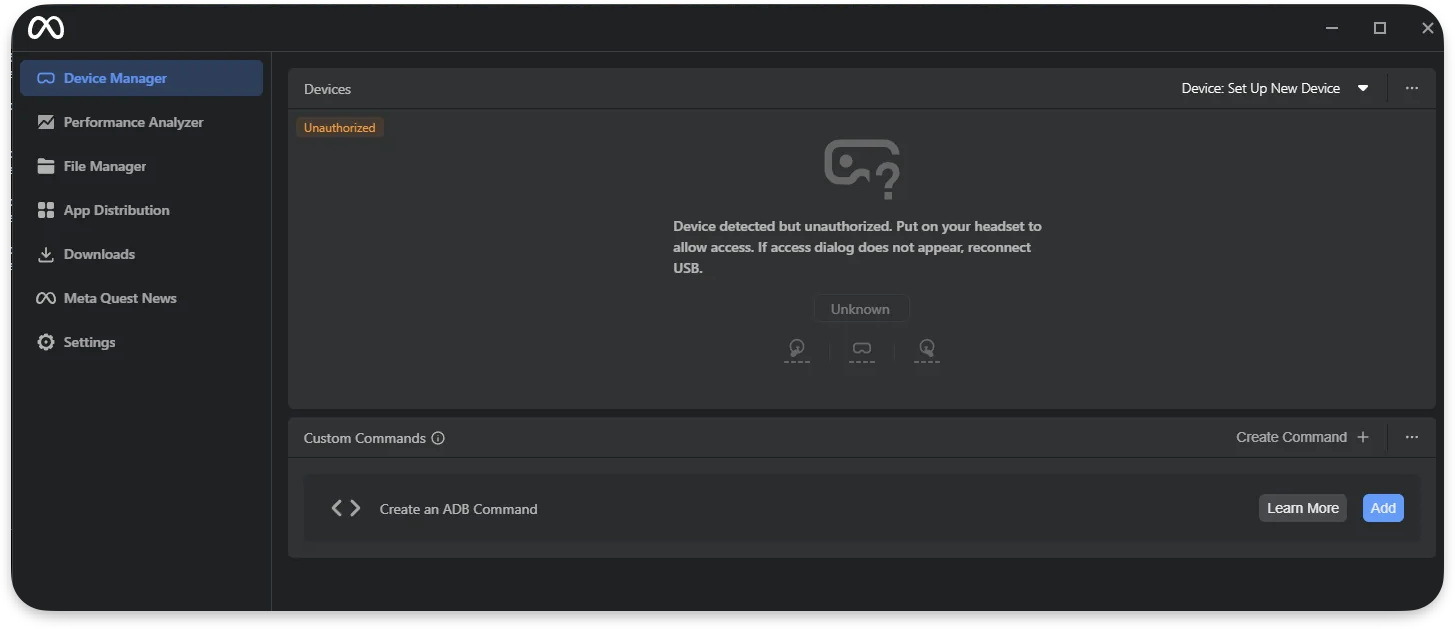 Device Manager
Performance Analyzer
File Manager
App Distribution
Downloads
Meta Quest News
Settings
Devices
Device: Set Up New Device
Unauthorized
Device detected but unauthorized. Put on your headset to
allow access. If access dialog does not appear, reconnect
USB.
Unknown
Custom Commands
Create Command +
Create an ADB Command
Learn More
Add